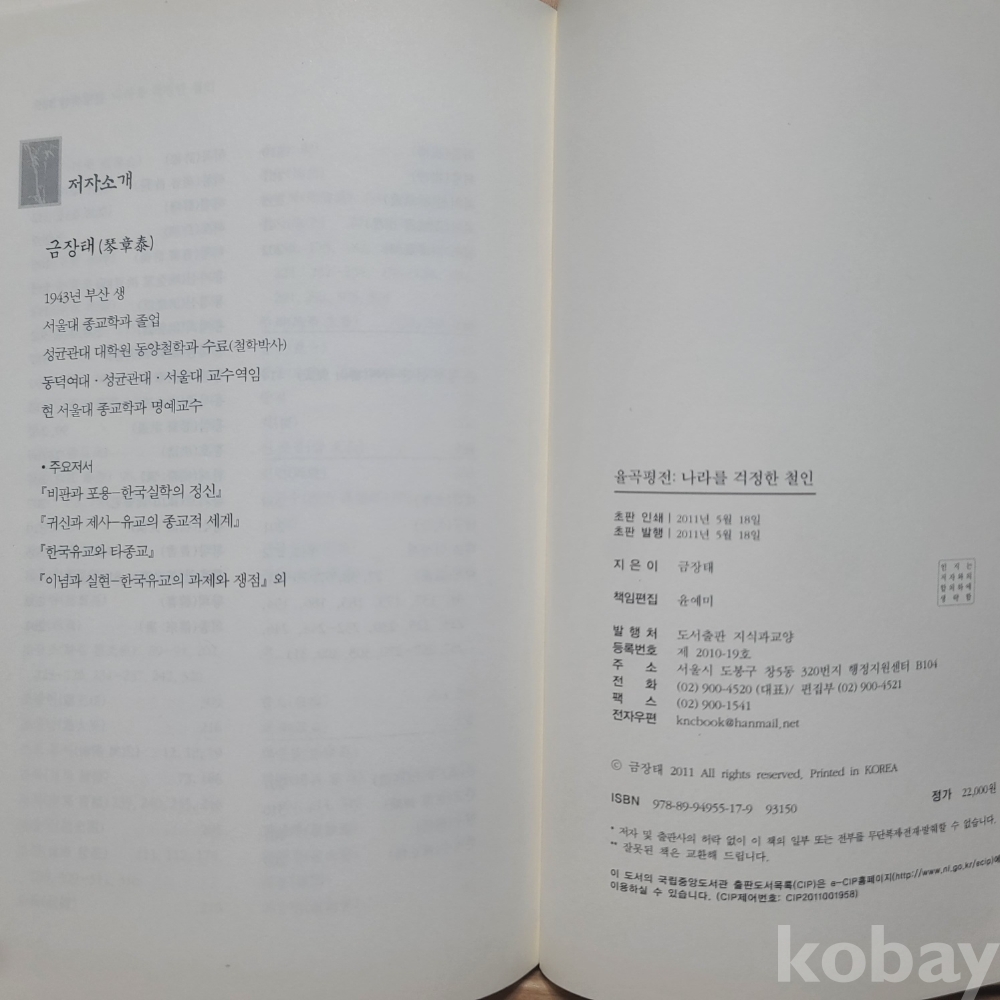 저자소개
금장태(琴章泰)
1943년 부산 생
서울대 종교학과 졸업
성균관대 대학원 동양철학과 수료(철학박사)
동덕여대·성균관대·서울대 교수역임
현 서울대 종교학과 명예교수
• 주요저서
『비판과 포용-한국실학의 정신』
『귀신과 제사-유교의 종교적 세계』
『한국유교와 타종교』
『이념과 실현-한국유교의 과제와 쟁점』 외
율곡평전: 나라를 걱정한 철인
초판 인쇄 | 2011년 5월 18일
초판 발행 | 2011년 5월 18일
지 은 이 금장태
책임편집 윤예미
발 행 처 도서출판 지식과교양
등록번호 제 2010-19호
주 소 서울시 도봉구 창5동 320번지 행정지원센터 B104
전 화 (02) 900-4520 (대표)/ 편집부 (02) 900-4521
팩 스 (02) 900-1541
전자우편 kncbook@hanmail.net
인 지 는
저자와의
합의하에
생략함
ⓒ 금장태 2011 All rights reserved. Printed in KOREA
ISBN 978-89-94955-17-9 93150
정가 22,000원
* 저자 및 출판사의 허락 없이 이 책의 일부 또는 전부를 무단복제·전재·발췌할 수 없습니다.
** 잘못된 책은 교환해 드립니다.
이 도서의 국립중앙도서관 출판도서목록(CIP)은 e-CIP홈페이지(http://www.nl.go.kr/ecip)에
이용하실 수 있습니다. (CIP제어번호: CIP2011001958)
kobay